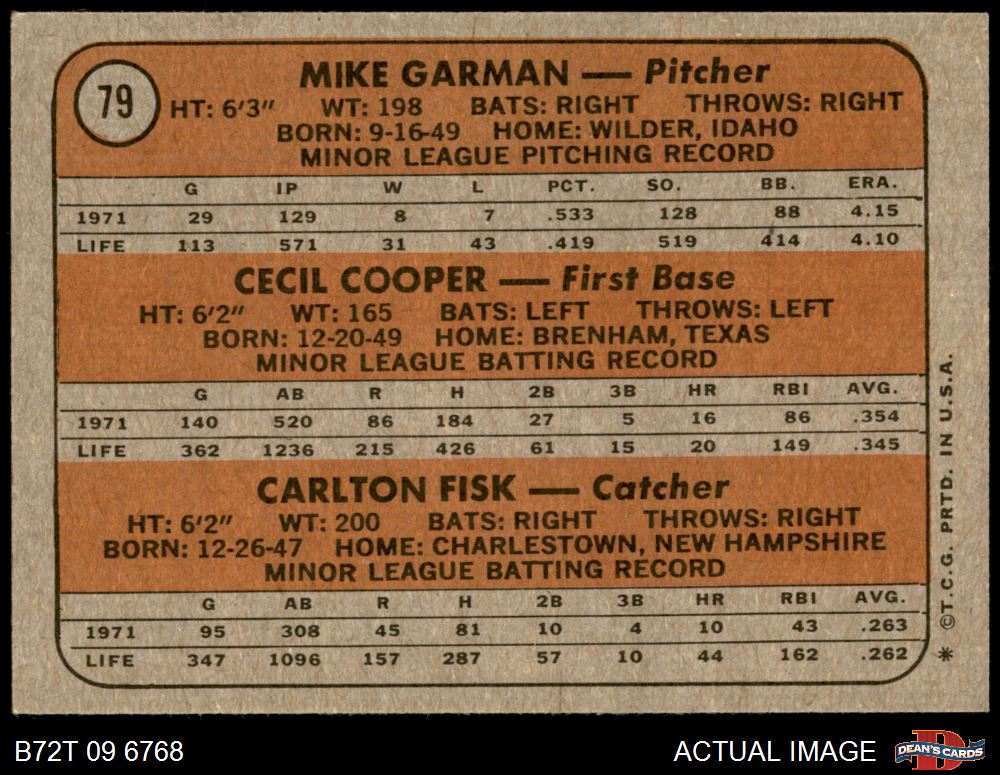 79
MIKE GARMAN — Pitcher
HT: 6'3" WT: 198 BATS: RIGHT THROWS: RIGHT
BORN: 9-16-49 HOME: WILDER, IDAHO
MINOR LEAGUE PITCHING RECORD
G IP W L PCT. SO. BB. ERA.
1971 29 129 8 7 .533 128 88 4.15
LIFE 113 571 31 43 .419 519 414 4.10
CECIL COOPER — First Base
HT: 6'2" WT: 165 BATS: LEFT THROWS: LEFT
BORN: 12-20-49 HOME: BRENHAM, TEXAS
MINOR LEAGUE BATTING RECORD
G AB R H 2B 3B HR RBI AVG.
1971 140 520 86 184 27 5 16 86 .354
LIFE 362 1236 215 426 61 15 20 149 .345
CARLTON FISK — Catcher
HT: 6'2" WT: 200 BATS: RIGHT THROWS: RIGHT
BORN: 12-26-47 HOME: CHARLESTOWN, NEW HAMPSHIRE
MINOR LEAGUE BATTING RECORD
G AB R H 2B 3B HR RBI AVG.
1971 95 308 45 81 10 4 10 43 .263
LIFE 347 1096 157 287 57 10 44 162 .262
* ©T.C.G. PRTD. IN U.S.A.
B72T 09 6768
ACTUAL IMAGE
DEAN'S CARDS